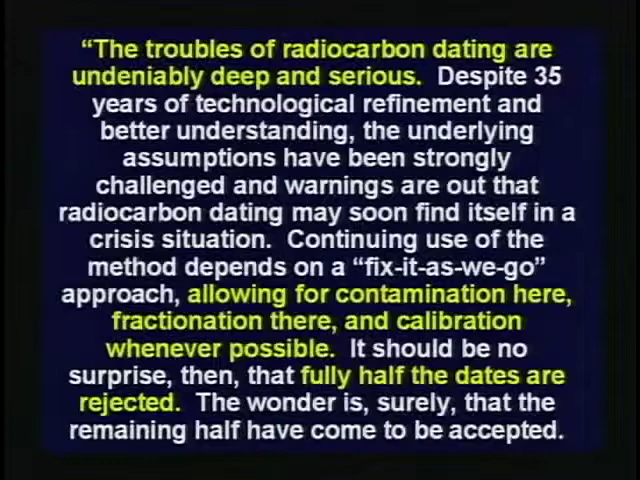 “The troubles of radiocarbon dating are
undeniably deep and serious.  Despite 35
years of technological refinement and
better understanding, the underlying
assumptions have been strongly
challenged and warnings are out that
radiocarbon dating may soon find itself in a
crisis situation.  Continuing use of the
method depends on a “fix-it-as-we-go”
approach, allowing for contamination here,
fractionation there, and calibration
whenever possible.  It should be no
surprise, then, that fully half the dates are
rejected.  The wonder is, surely, that the
remaining half have come to be accepted.